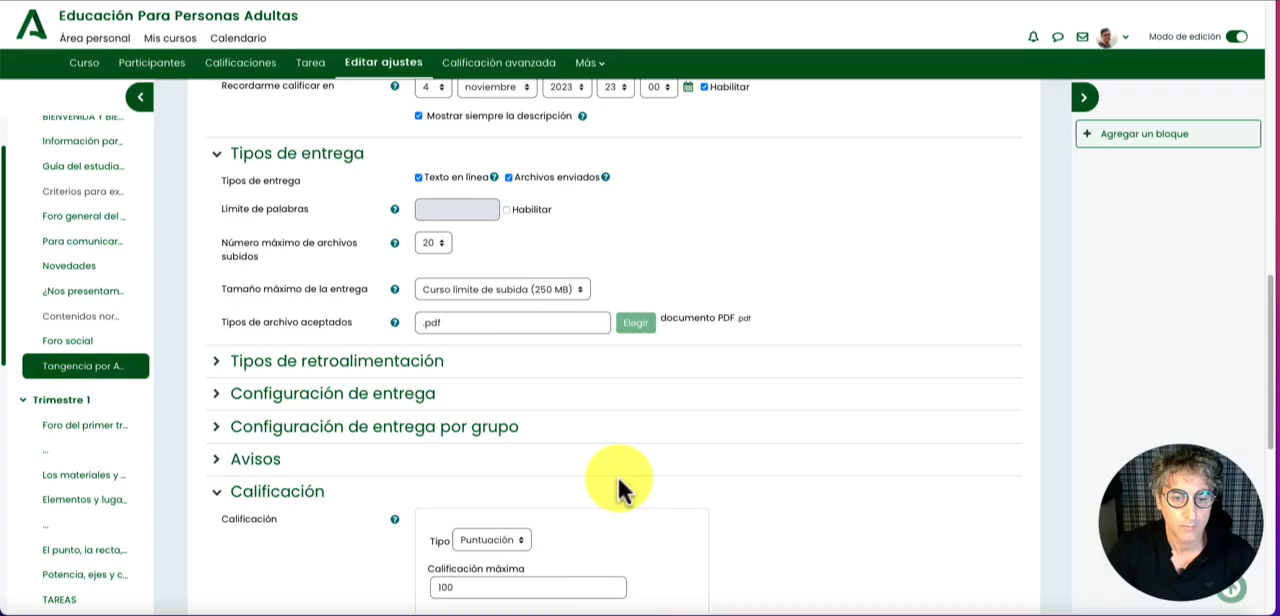 Educación Para Personas Adultas
Área personal Mis cursos Calendario
Modo de edición
Curso Participantes Calificaciones Tarea Editar ajustes Calificación avanzada Más
Recordarme calificar en
4 noviembre 2023 23 00 Habilitar
Mostrar siempre la descripción
Tipos de entrega
Tipos de entrega
Texto en línea Archivos enviados
Límite de palabras
Habilitar
Número máximo de archivos
subidos
20
Tamaño máximo de la entrega
Curso límite de subida (250 MB)
Tipos de archivo aceptados
.pdf
Elegir
documento PDF .pdf
Tipos de retroalimentación
Configuración de entrega
Configuración de entrega por grupo
Avisos
Calificación
Calificación
Tipo
Puntuación
Calificación máxima
100
BIENVENIDA Y BIE...
Información par...
Guía del estudia...
Criterios para ex...
Foro general del ...
Para comunicar...
Novedades
¿Nos presentam...
Contenidos nor...
Foro social
Tangencia por A...
Trimestre 1
Foro del primer tr...
...
Los materiales y ...
Elementos y luga...
...
El punto, la recta,...
Potencia, ejes y c...
TAREAS
+ Agregar un bloque